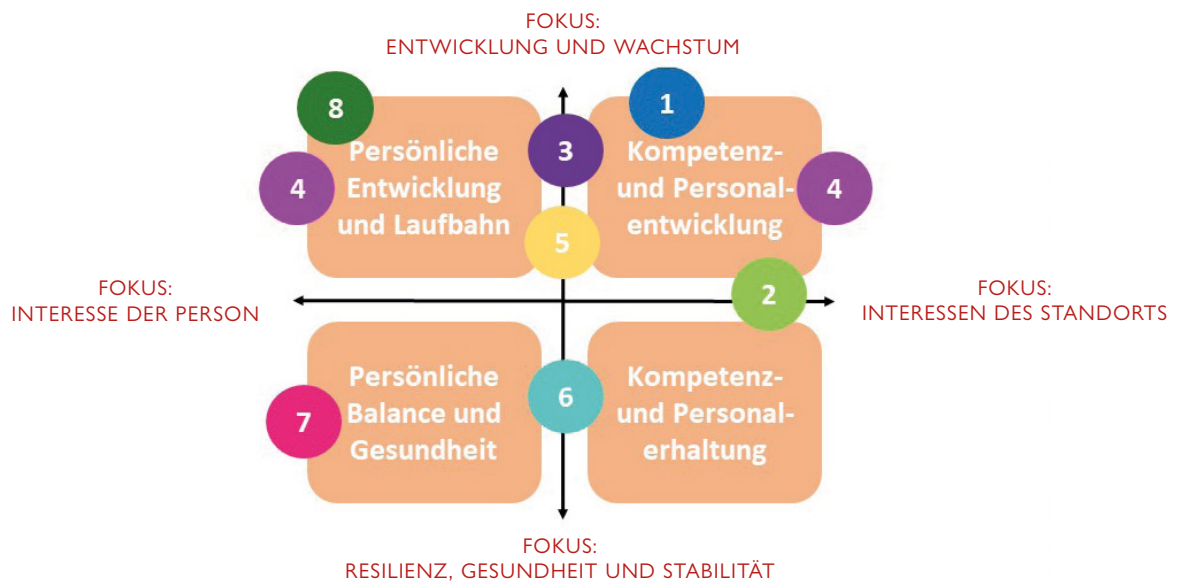 FOKUS:
ENTWICKLUNG UND WACHSTUM
8
1
3
Persönliche
Entwicklung
und Laufbahn
Kompetenz-
und Personal-
entwicklung
4
4
5
2
FOKUS:
INTERESSE DER PERSON
FOKUS:
INTERESSEN DES STANDORTS
Persönliche
Balance und
Gesundheit
6
Kompetenz-
und Personal-
erhaltung
7
FOKUS:
RESILIENZ, GESUNDHEIT UND STABILITÄT